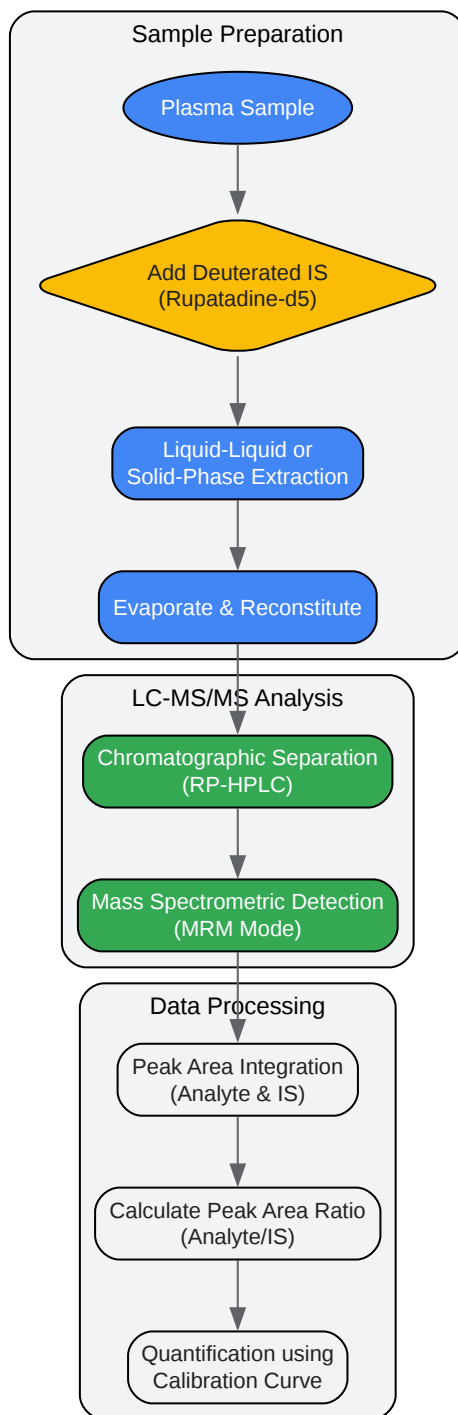 Sample Preparation
Plasma Sample
Add Deuterated IS
(Rupatadine-d5)
Liquid-Liquid or
Solid-Phase Extraction
Evaporate & Reconstitute
LC-MS/MS Analysis
Chromatographic Separation
(RP-HPLC)
Mass Spectrometric Detection
(MRM Mode)
Data Processing
Peak Area Integration
(Analyte & IS)
Calculate Peak Area Ratio
(Analyte/IS)
Quantification using
Calibration Curve